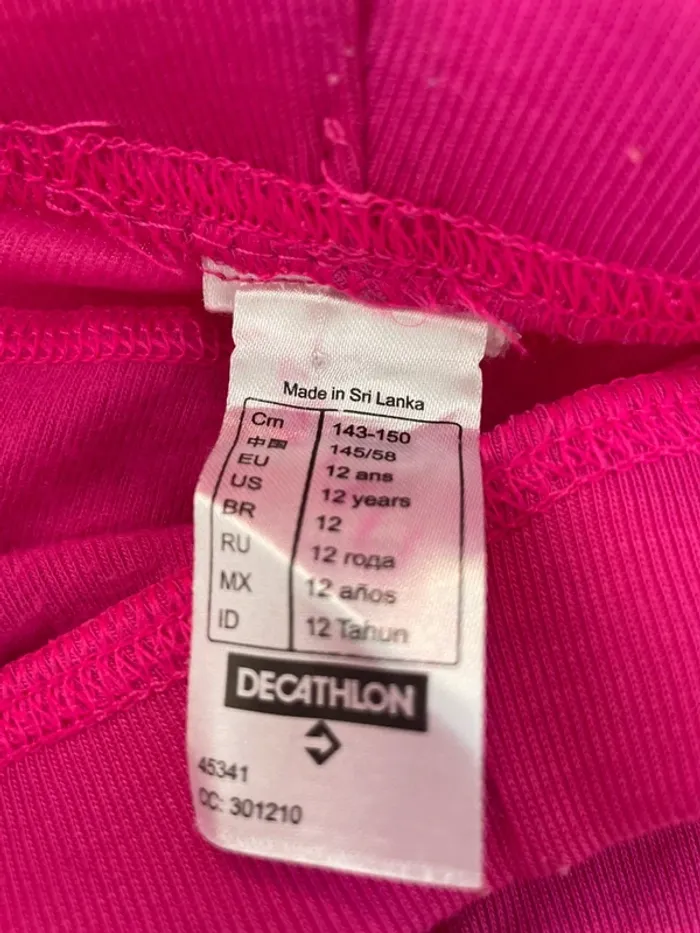 Made in Sri Lanka
Cm 143-150
中国 145/58
EU 12 ans
US 12 years
BR 12
RU 12 года
MX 12 años
ID 12 Tahun
DECATHLON
45341
CC: 301210